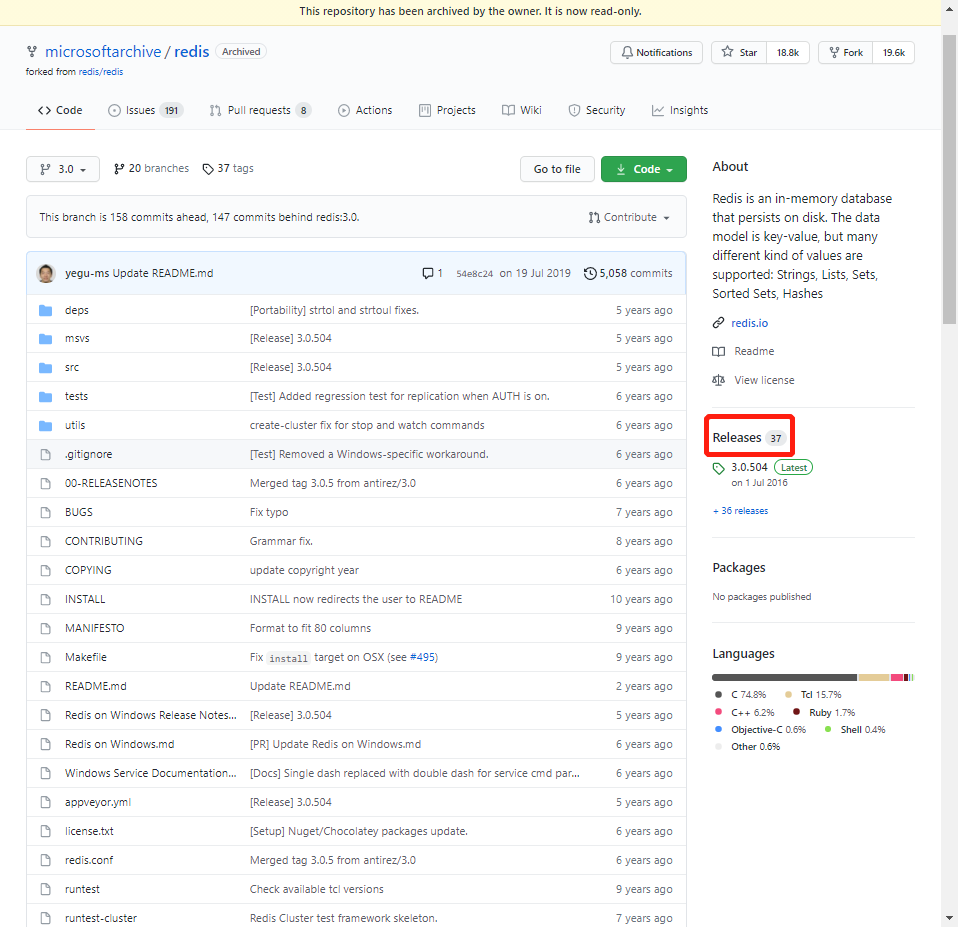 This repository has been archived by the owner. It is now read-only.
microsoftarchive / redis Archived
Notifications Star 18.8k Fork 19.6k
forked from redis/redis
Code Issues 191 Pull requests 8 Actions Projects Wiki Security Insights
3.0 20 branches 37 tags Go to file Code
This branch is 158 commits ahead, 147 commits behind redis:3.0. Contribute
yegu-ms Update README.md 1 54e8c24 on 19 Jul 2019 5,058 commits
deps [Portability] strtol and strtoul fixes. 5 years ago
msvs [Release] 3.0.504 5 years ago
src [Release] 3.0.504 5 years ago
tests [Test] Added regression test for replication when AUTH is on. 6 years ago
utils create-cluster fix for stop and watch commands 6 years ago
.gitignore [Test] Removed a Windows-specific workaround. 6 years ago
00-RELEASENOTES Merged tag 3.0.5 from antirez/3.0 6 years ago
BUGS Fix typo 7 years ago
CONTRIBUTING Grammar fix. 8 years ago
COPYING update copyright year 6 years ago
INSTALL INSTALL now redirects the user to README 10 years ago
MANIFESTO Format to fit 80 columns 9 years ago
Makefile Fix install target on OSX (see #495) 9 years ago
README.md Update README.md 2 years ago
Redis on Windows Release Notes... [Release] 3.0.504 5 years ago
Redis on Windows.md [PR] Update Redis on Windows.md 6 years ago
Windows Service Documentation... [Docs] Single dash replaced with double dash for service cmd par... 6 years ago
appveyor.yml [Release] 3.0.504 5 years ago
license.txt [Setup] Nuget/Chocolatey packages update. 6 years ago
redis.conf Merged tag 3.0.5 from antirez/3.0 6 years ago
runtest Check available tcl versions 9 years ago
runtest-cluster Redis Cluster test framework skeleton. 7 years ago
About
Redis is an in-memory database
that persists on disk. The data
model is key-value, but many
different kind of values are
supported: Strings, Lists, Sets,
Sorted Sets, Hashes
redis.io
Readme
View license
Releases 37
3.0.504 Latest
on 1 Jul 2016
+ 36 releases
Packages
No packages published
Languages
C 74.8% Tcl 15.7%
C++ 6.2% Ruby 1.7%
Objective-C 0.6% Shell 0.4%
Other 0.6%